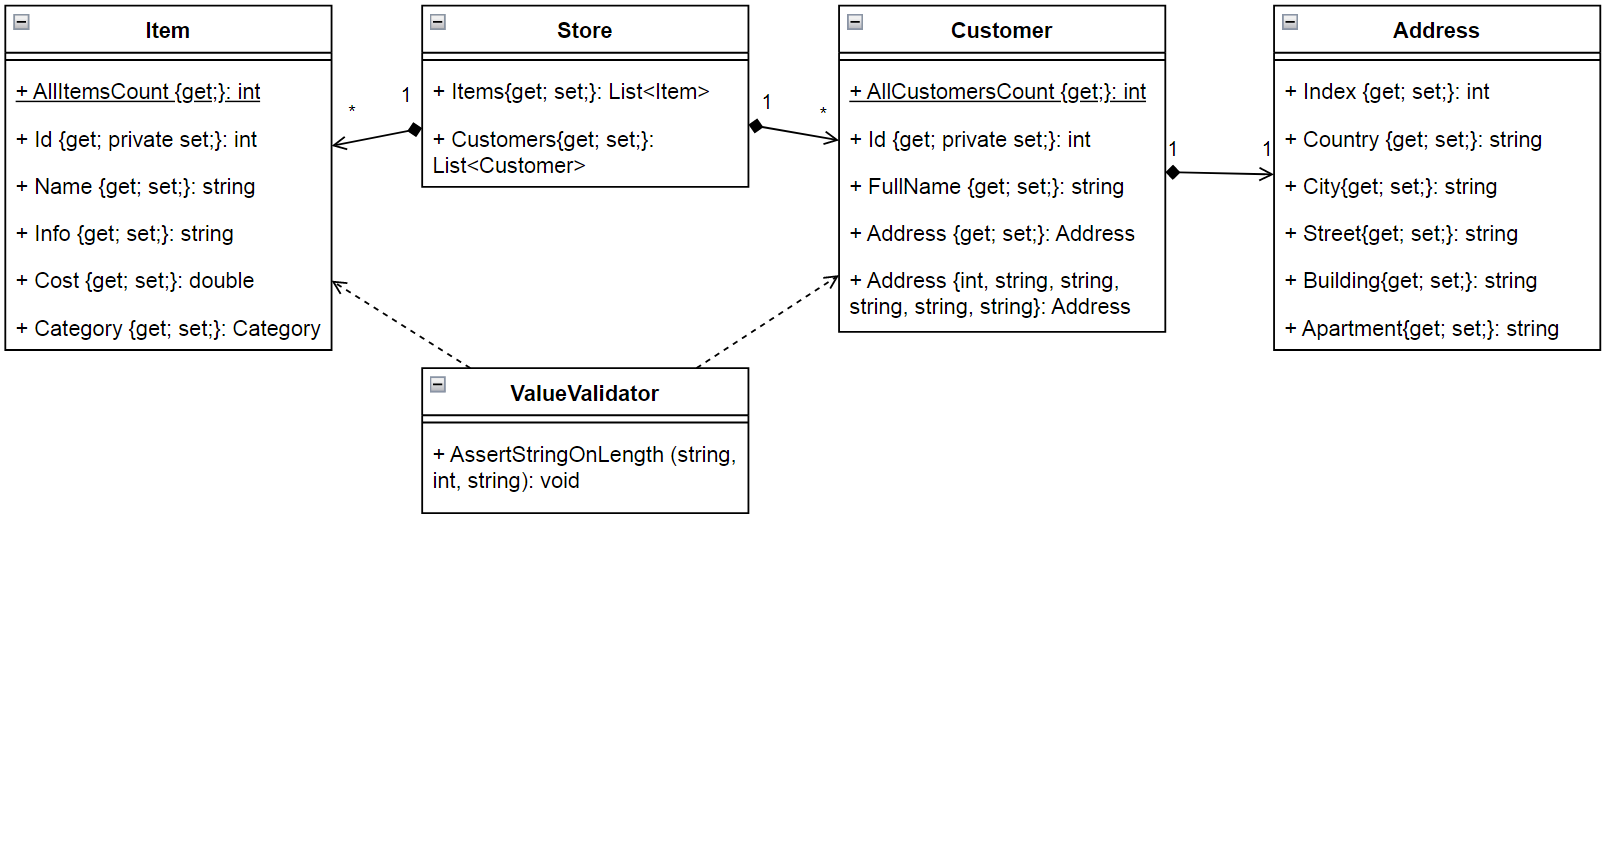 Item
+ AllItemsCount {get;}: int
+ Id {get; private set;}: int
+ Name {get; set;}: string
+ Info {get; set;}: string
+ Cost {get; set;}: double
+ Category {get; set;}: Category
*
1
Store
+ Items{get; set;}: List<Item>
+ Customers{get; set;}:
List<Customer>
1
*
Customer
+ AllCustomersCount {get;}: int
+ Id {get; private set;}: int
+ FullName {get; set;}: string
+ Address {get; set;}: Address
+ Address {int, string, string,
string, string, string}: Address
1
1
Address
+ Index {get; set;}: int
+ Country {get; set;}: string
+ City{get; set;}: string
+ Street{get; set;}: string
+ Building{get; set;}: string
+ Apartment{get; set;}: string
ValueValidator
+ AssertStringOnLength (string,
int, string): void